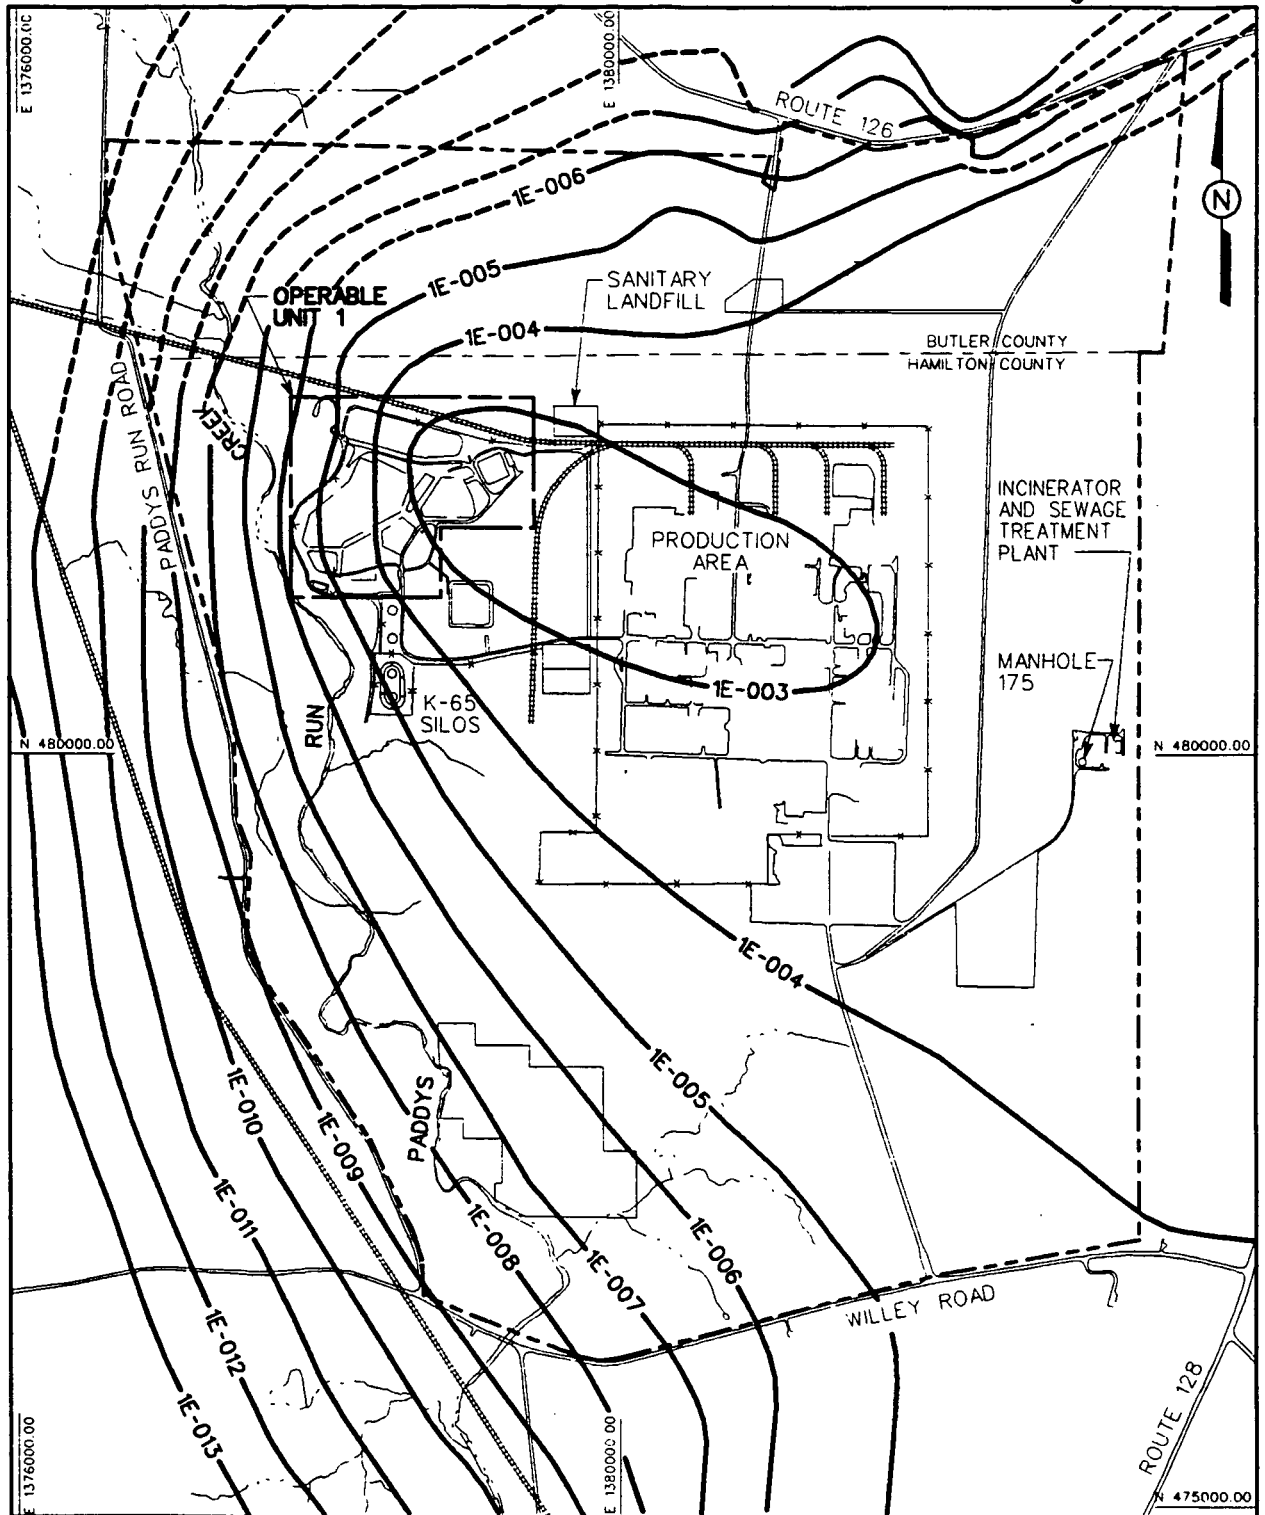 E 1376000.00
E 1380000.00
ROUTE 126
N
1E-006
1E-005
SANITARY
LANDFILL
OPERABLE
UNIT 1
1E-004
BUTLER COUNTY
HAMILTON COUNTY
PADDYS RUN ROAD
CREEK
INCINERATOR
AND SEWAGE
TREATMENT
PLANT
PRODUCTION
AREA
MANHOLE
175
1E-003
K-65
SILOS
RUN
N 480000.00
N 480000.00
1E-004
1E-005
PADDYS
1E-010
1E-009
1E-011
1E-008
1E-007
1E-006
1E-012
1E-013
WILLEY ROAD
ROUTE 128
E 1376000.00
E 1380000.00
N 475000.00